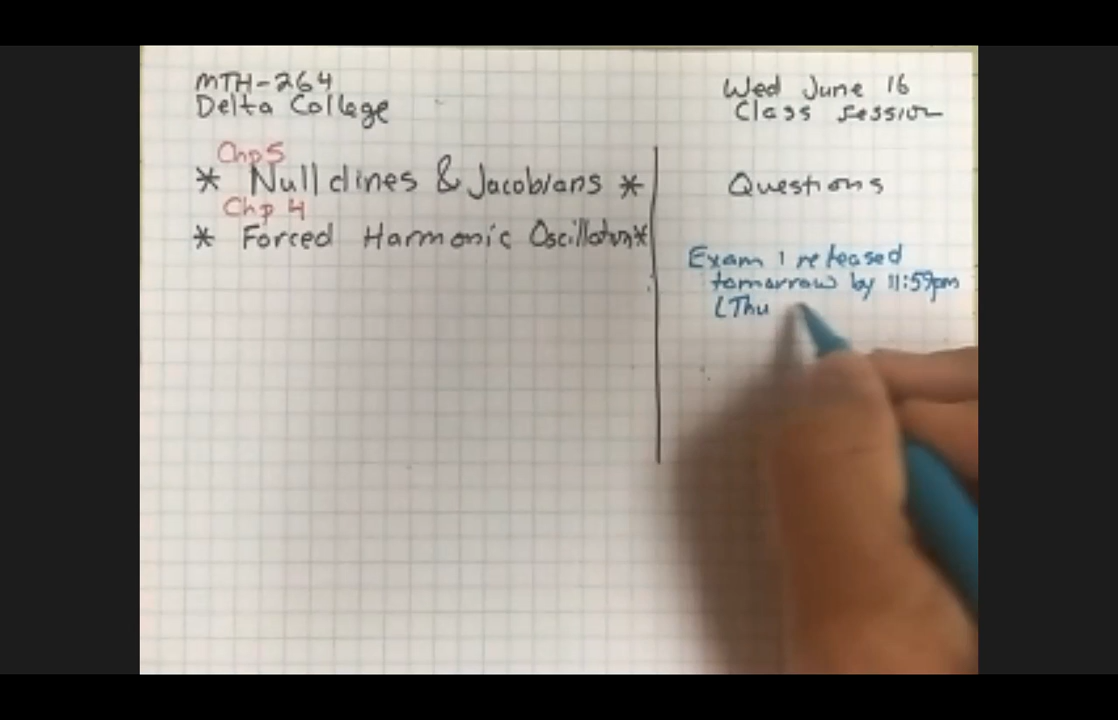 MTH-264
Delta College
Wed June 16
Class Session
Chp 5
* Nullclines & Jacobians *
Chp 4
* Forced Harmonic Oscillators *
Questions
Exam 1 released
tomorrow by 11:59pm
(Thu